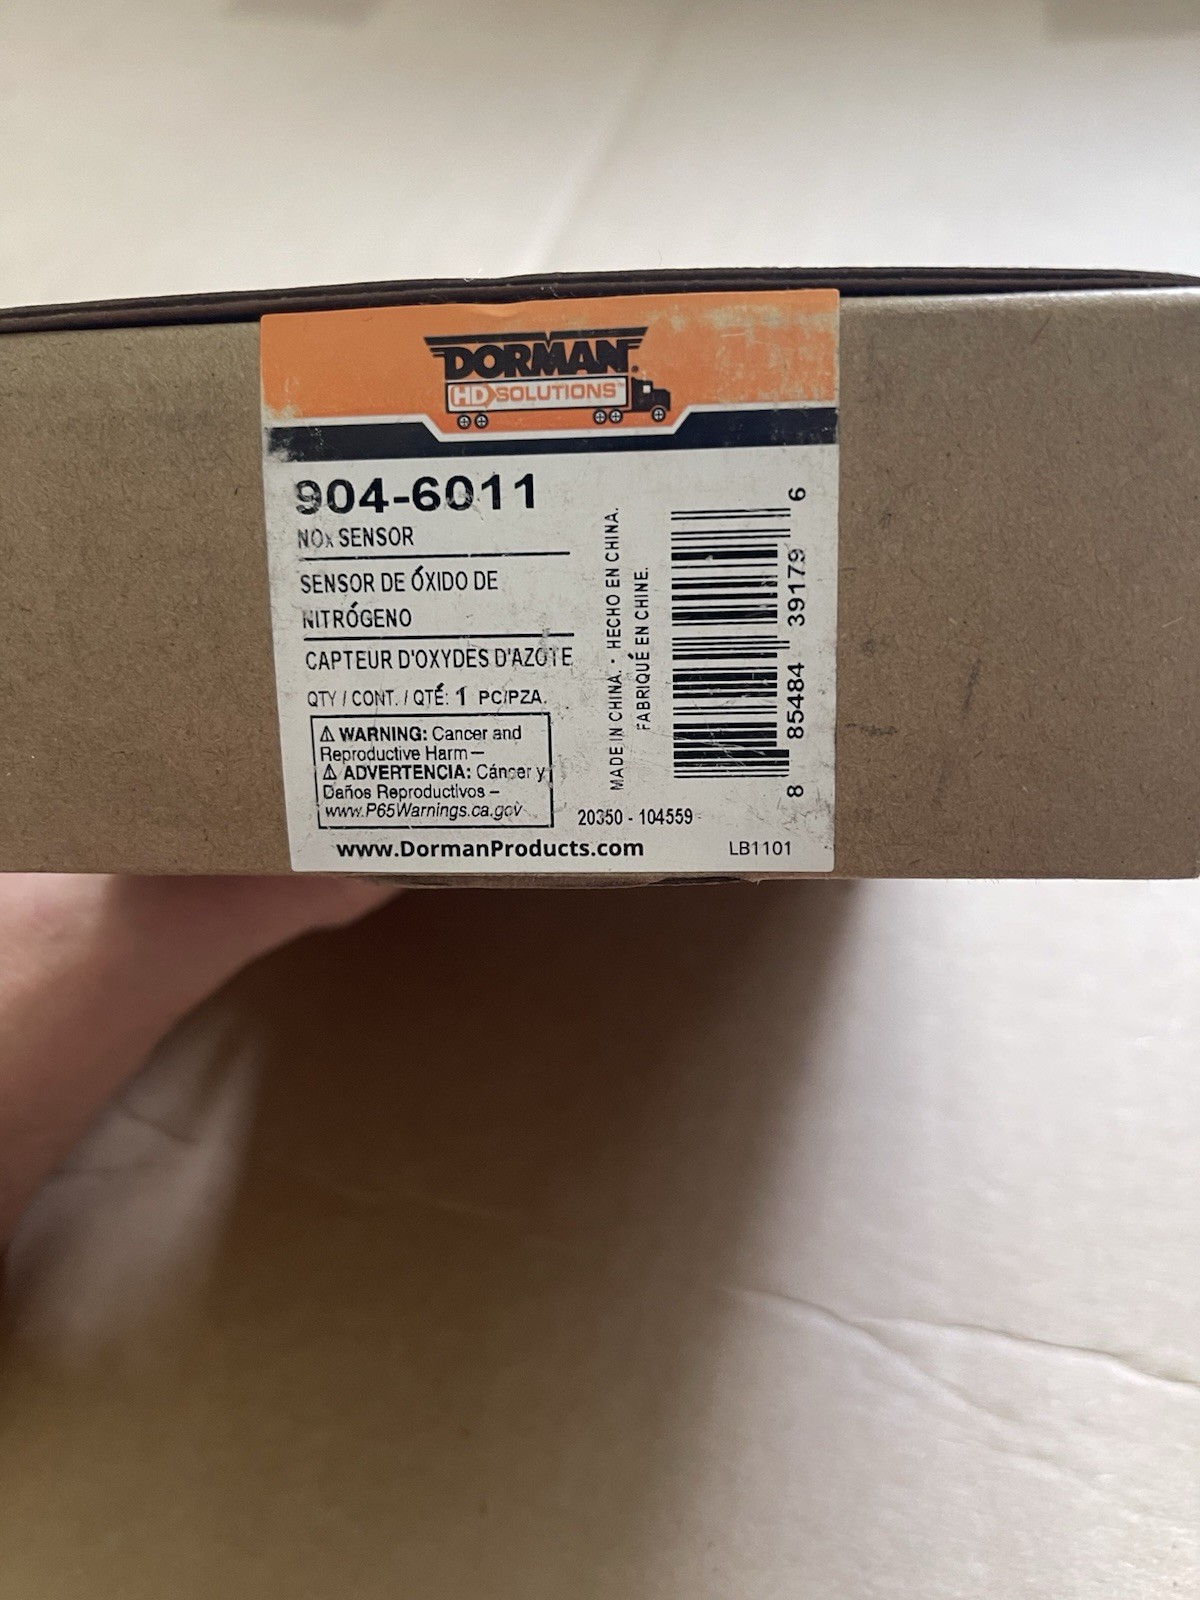 DORMAN®
HD SOLUTIONS™
904-6011
NOx SENSOR
SENSOR DE ÓXIDO DE
NITRÓGENO
CAPTEUR D'OXYDES D'AZOTE
QTY / CONT. / QTÉ: 1 PC/PZA.
⚠ WARNING: Cancer and
Reproductive Harm –
⚠ ADVERTENCIA: Cáncer y
Daños Reproductivos –
www.P65Warnings.ca.gov
MADE IN CHINA. · HECHO EN CHINA.
FABRIQUÉ EN CHINE.
8 85484 39179 6
20350 - 104559
www.DormanProducts.com
LB1101